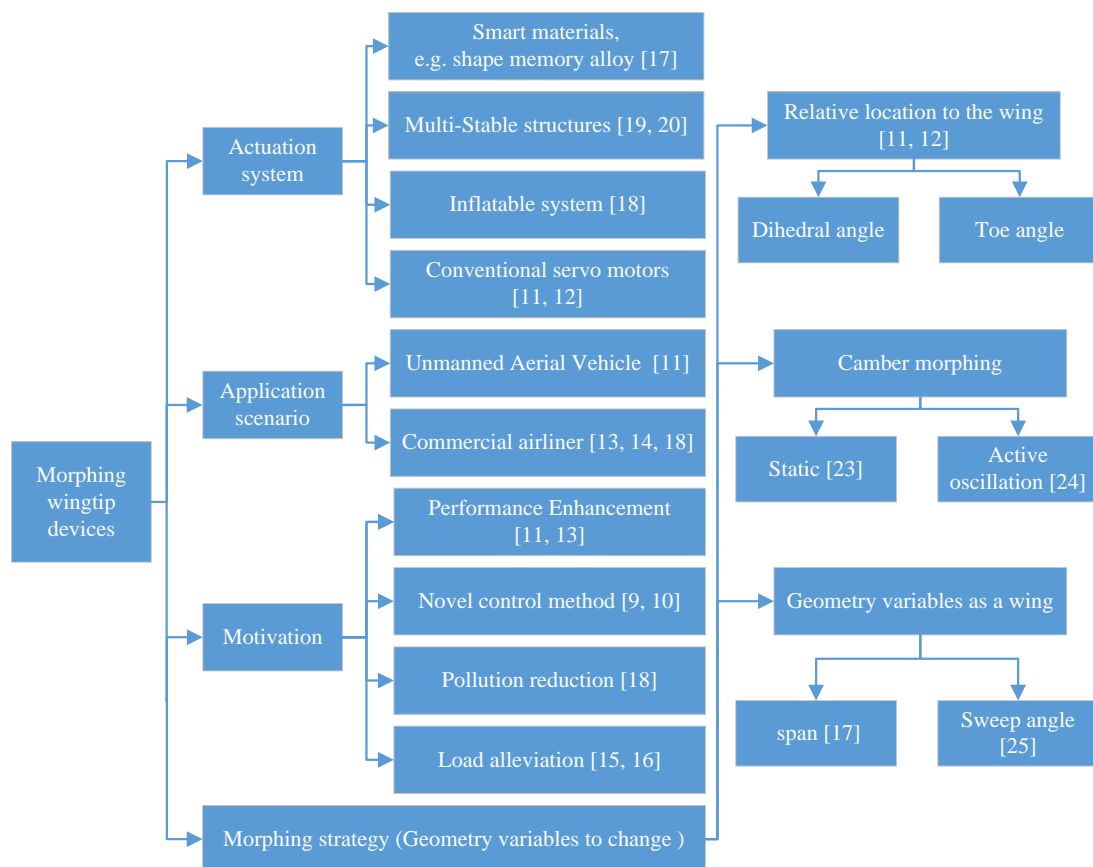 Morphing
wingtip
devices
Actuation
system
Smart materials,
e.g. shape memory alloy [17]
Multi-Stable structures [19, 20]
Inflatable system [18]
Conventional servo motors
[11, 12]
Application
scenario
Unmanned Aerial Vehicle [11]
Commercial airliner [13, 14, 18]
Motivation
Performance Enhancement
[11, 13]
Novel control method [9, 10]
Pollution reduction [18]
Load alleviation [15, 16]
Morphing strategy (Geometry variables to change )
Relative location to the wing
[11, 12]
Dihedral angle
Toe angle
Camber morphing
Static [23]
Active
oscillation [24]
Geometry variables as a wing
span [17]
Sweep angle
[25]